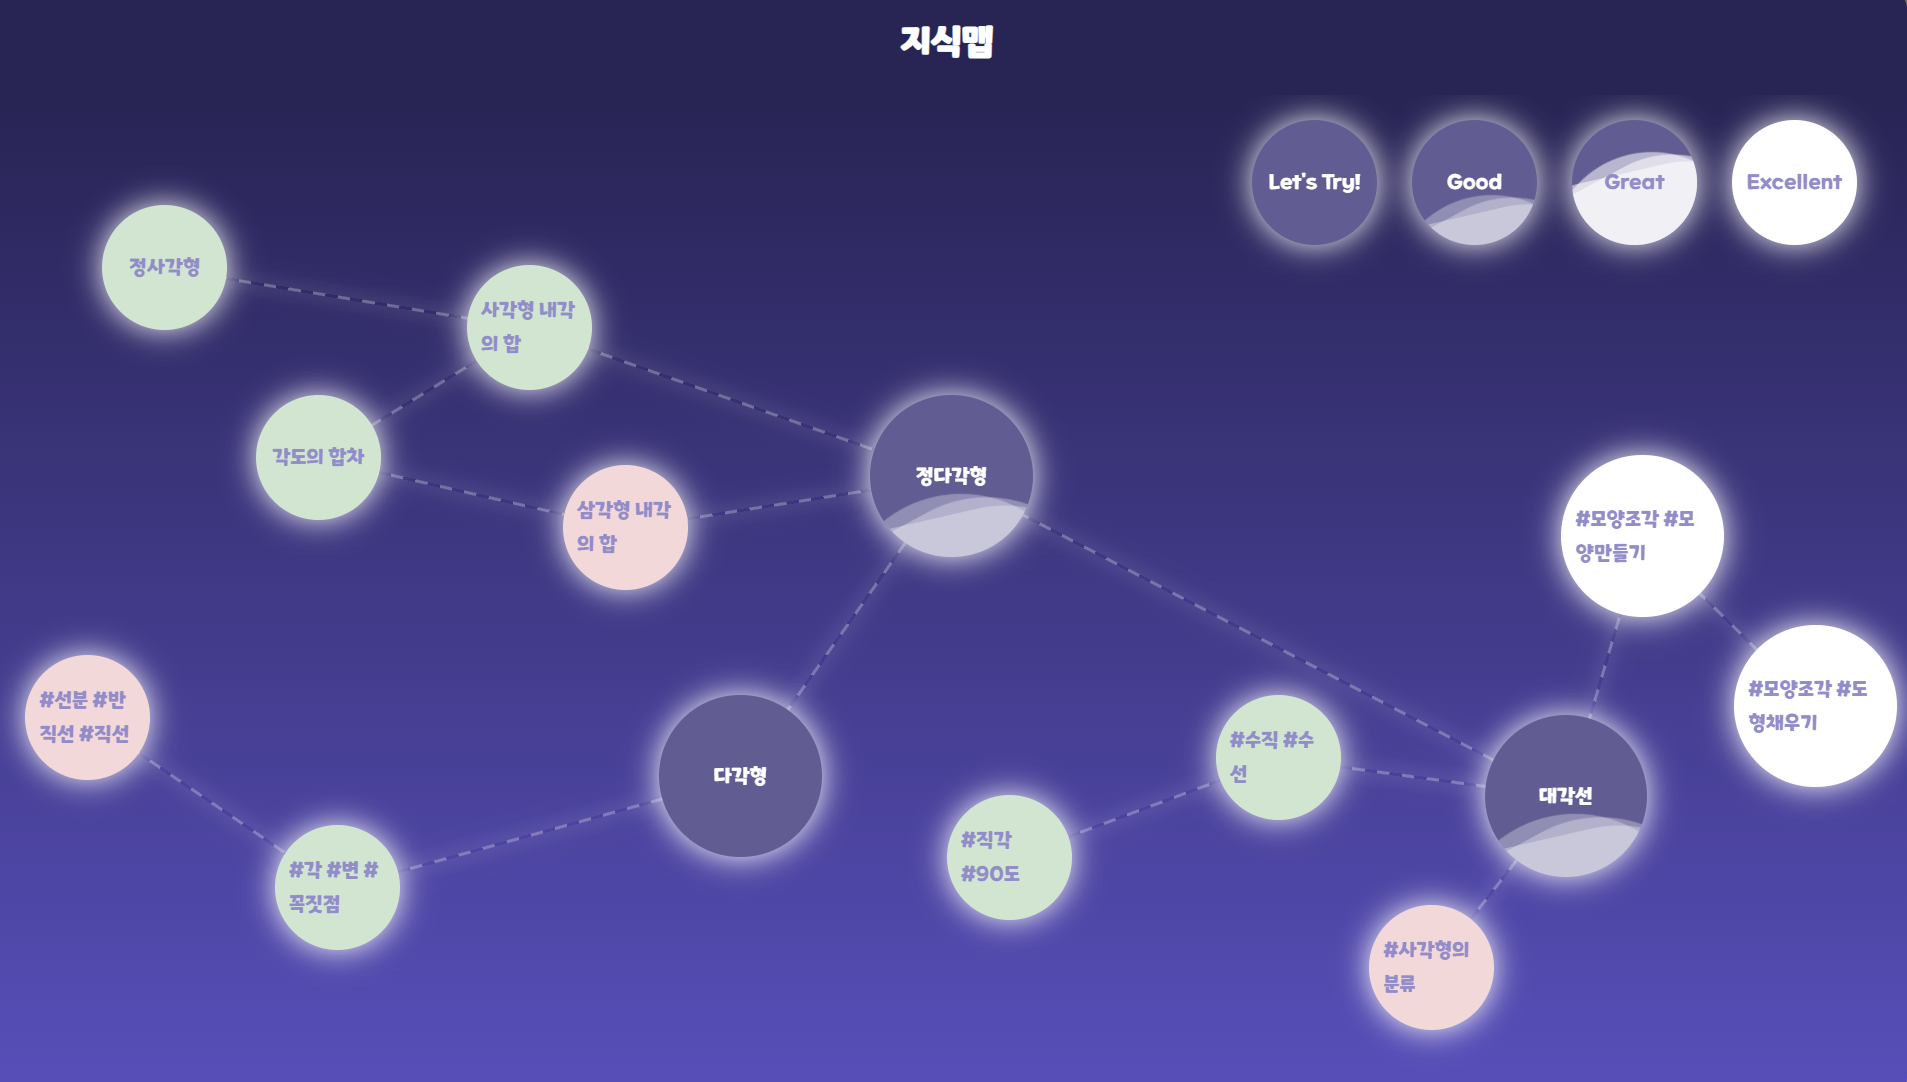 지식맵
Let's Try!
Good
Great
Excellent
정사각형
사각형 내각
의 합
각도의 합차
삼각형 내각
의 합
정다각형
#모양조각 #모
양만들기
#모양조각 #도
형채우기
#선분 #반
직선 #직선
다각형
#수직 #수
선
대각선
#직각
#90도
#각 #변 #
꼭짓점
#사각형의
분류